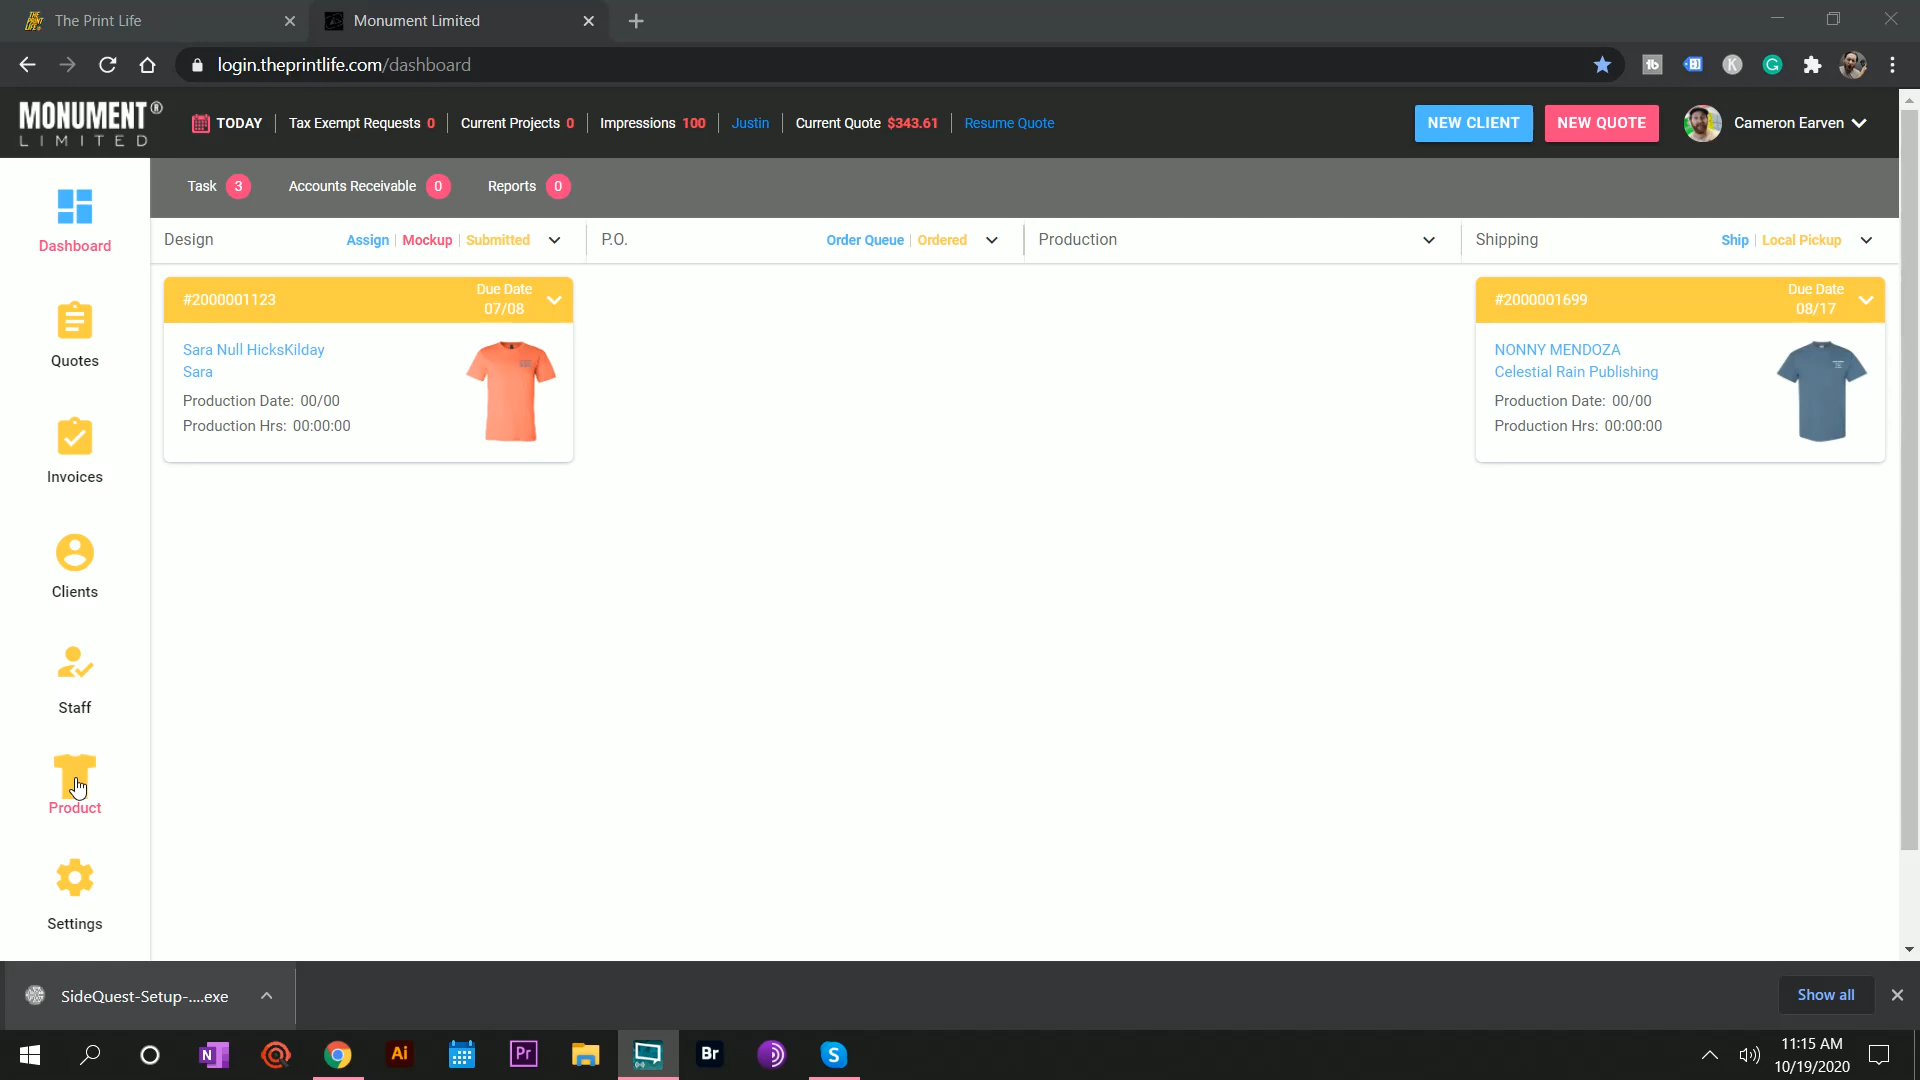 The Print Life
Monument Limited
login.theprintlife.com/dashboard
MONUMENT®
LIMITED
TODAY
Tax Exempt Requests 0
Current Projects 0
Impressions 100
Justin
Current Quote $343.61
Resume Quote
NEW CLIENT
NEW QUOTE
Cameron Earven
Task 3
Accounts Receivable 0
Reports 0
Dashboard
Quotes
Invoices
Clients
Staff
Product
Settings
Design
Assign | Mockup | Submitted
P.O.
Order Queue | Ordered
Production
Shipping
Ship | Local Pickup
#2000001123
Due Date
07/08
Sara Null HicksKilday
Sara
Production Date: 00/00
Production Hrs: 00:00:00
#2000001699
Due Date
08/17
NONNY MENDOZA
Celestial Rain Publishing
Production Date: 00/00
Production Hrs: 00:00:00
SideQuest-Setup-....exe
Show all
N
Ai
Pr
Br
S
11:15 AM
10/19/2020